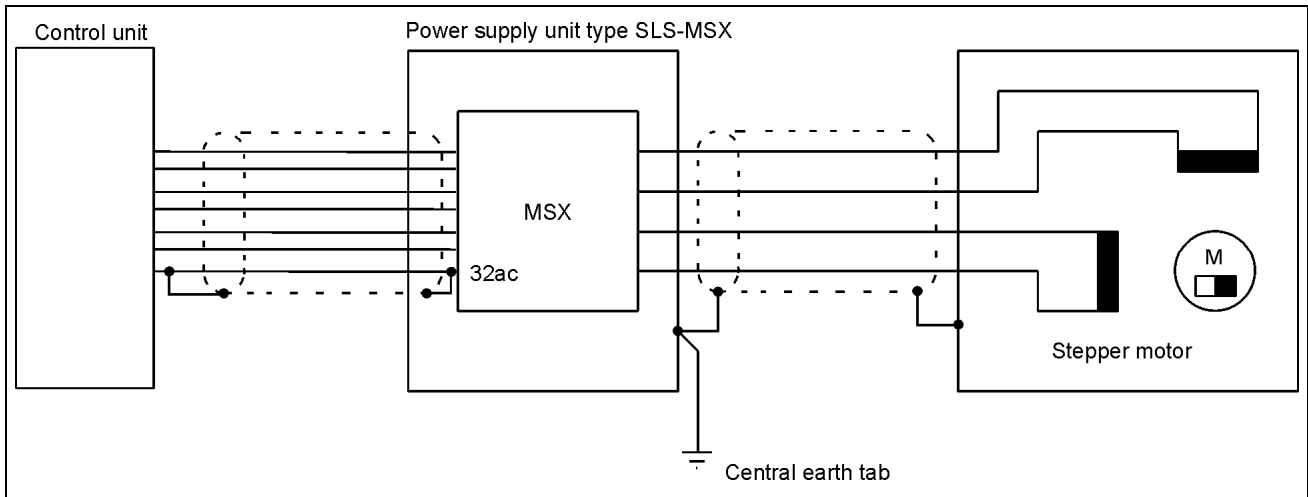 Control unit
Power supply unit type SLS-MSX
MSX
32ac
M
Stepper motor
Central earth tab